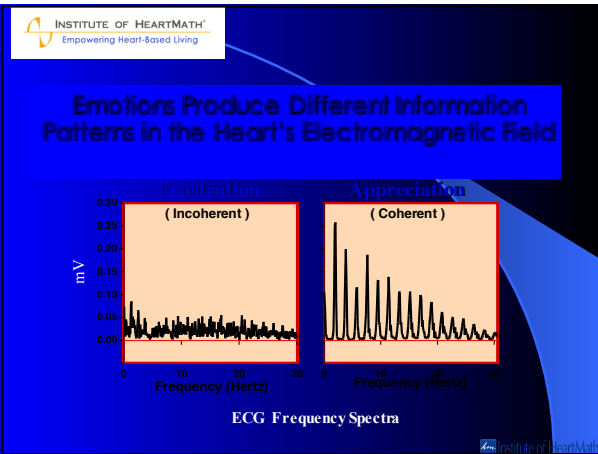 INSTITUTE OF HEARTMATH®
Empowering Heart-Based Living
Emotions Produce Different Information
Patterns in the Heart's Electromagnetic Field
Frustration Appreciation
( Incoherent ) ( Coherent )
0.30
0.25
0.20
0.15
0.10
0.05
0.00
mV
0 10 20 30 0 10 20 30
Frequency (Hertz) Frequency (Hertz)
ECG Frequency Spectra
hm Institute of HeartMath